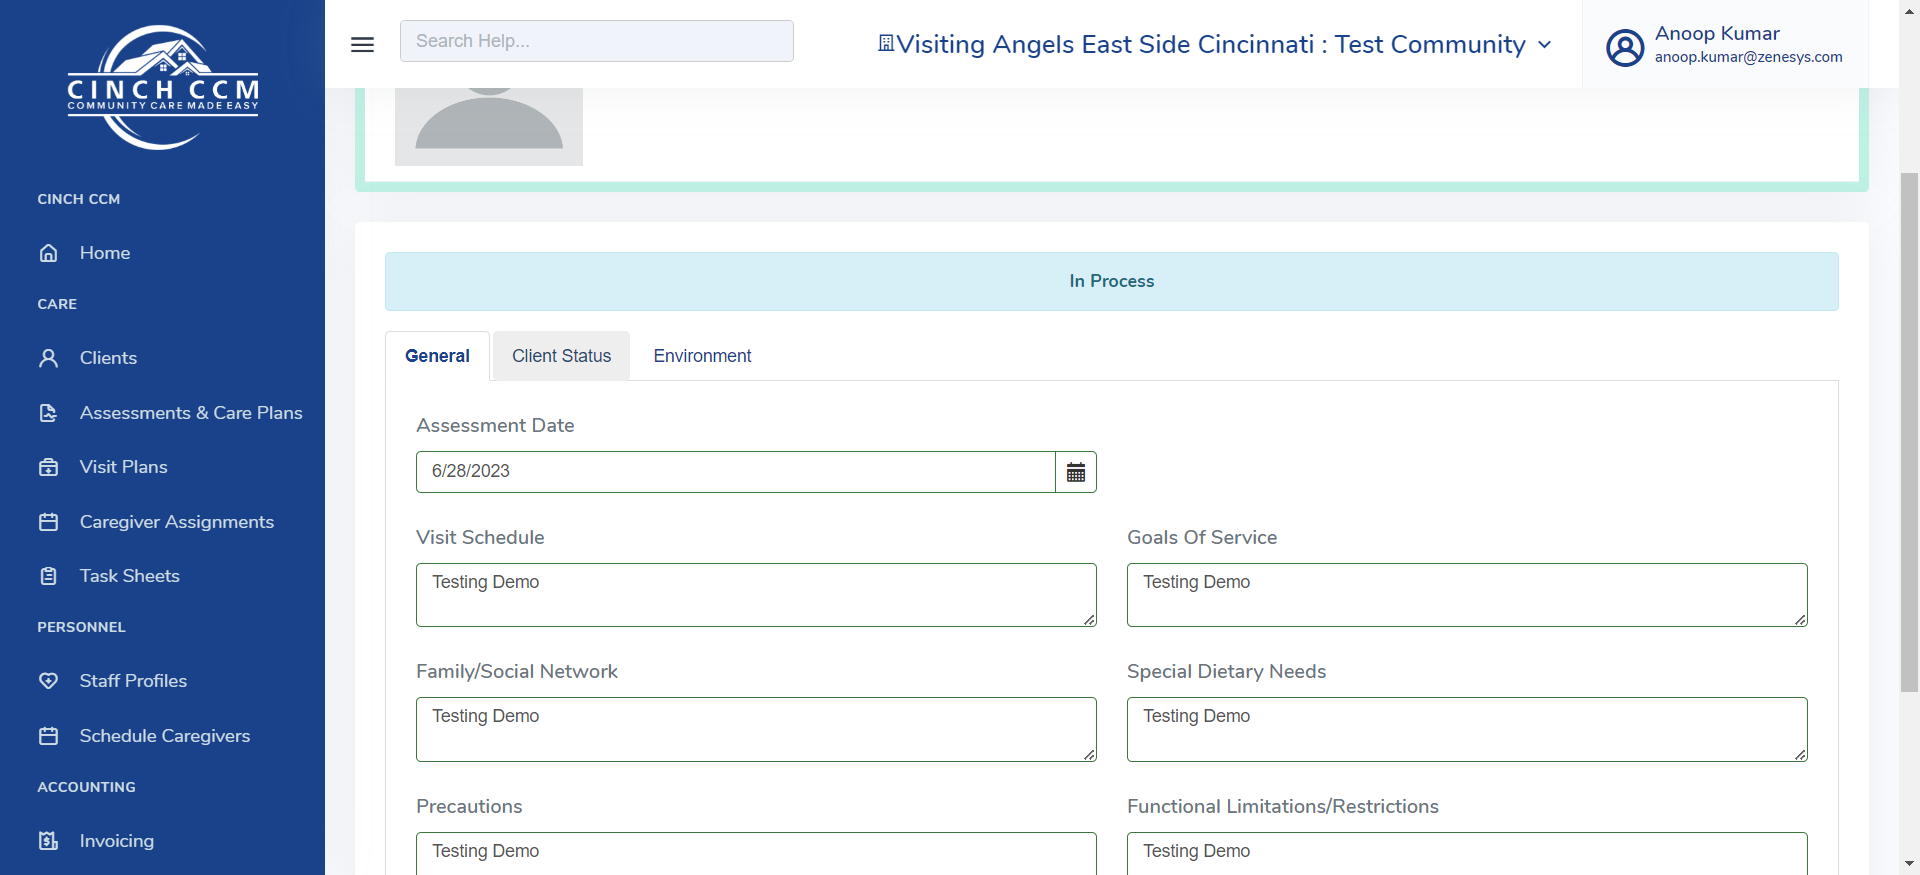 CINCH CCM
COMMUNITY CARE MADE EASY
CINCH CCM
Home
CARE
Clients
Assessments & Care Plans
Visit Plans
Caregiver Assignments
Task Sheets
PERSONNEL
Staff Profiles
Schedule Caregivers
ACCOUNTING
Invoicing
Search Help...
Visiting Angels East Side Cincinnati : Test Community
Anoop Kumar
anoop.kumar@zenesys.com
In Process
General
Client Status
Environment
Assessment Date
6/28/2023
Visit Schedule
Testing Demo
Goals Of Service
Testing Demo
Family/Social Network
Testing Demo
Special Dietary Needs
Testing Demo
Precautions
Testing Demo
Functional Limitations/Restrictions
Testing Demo